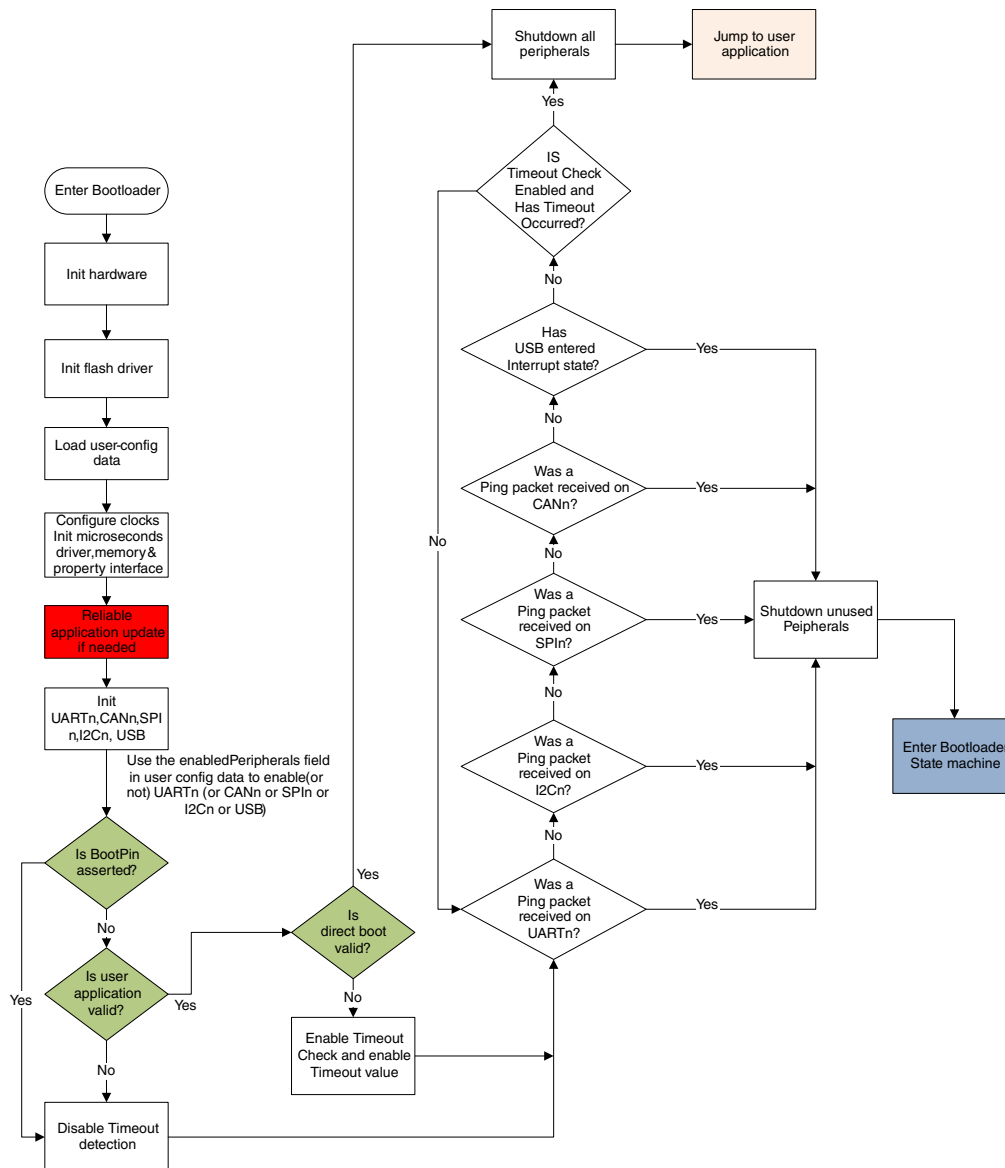 Enter Bootloader
Init hardware
Init flash driver
Load user-config
data
Configure clocks
Init microseconds
driver,memory&
property interface
Reliable
application update
if needed
Init
UARTn,CANn,SPI
n,I2Cn, USB
Use the enabledPeripherals field
in user config data to enable(or
not) UARTn (or CANn or SPIn or
I2Cn or USB)
Is BootPin
asserted?
No
Yes
Is user
application
valid?
Yes
No
Disable Timeout
detection
Is
direct boot
valid?
Yes
No
Enable Timeout
Check and enable
Timeout value
Shutdown all
peripherals
Jump to user
application
Yes
IS
Timeout Check
Enabled and
Has Timeout
Occurred?
No
No
Has
USB entered
Interrupt state?
Yes
No
Was a
Ping packet received on
CANn?
Yes
No
Was a
Ping packet
received on
SPIn?
Yes
No
Was a
Ping packet
received on
I2Cn?
Yes
No
Was a
Ping packet
received on
UARTn?
Yes
Shutdown unused
Peipherals
Enter Bootloader
State machine